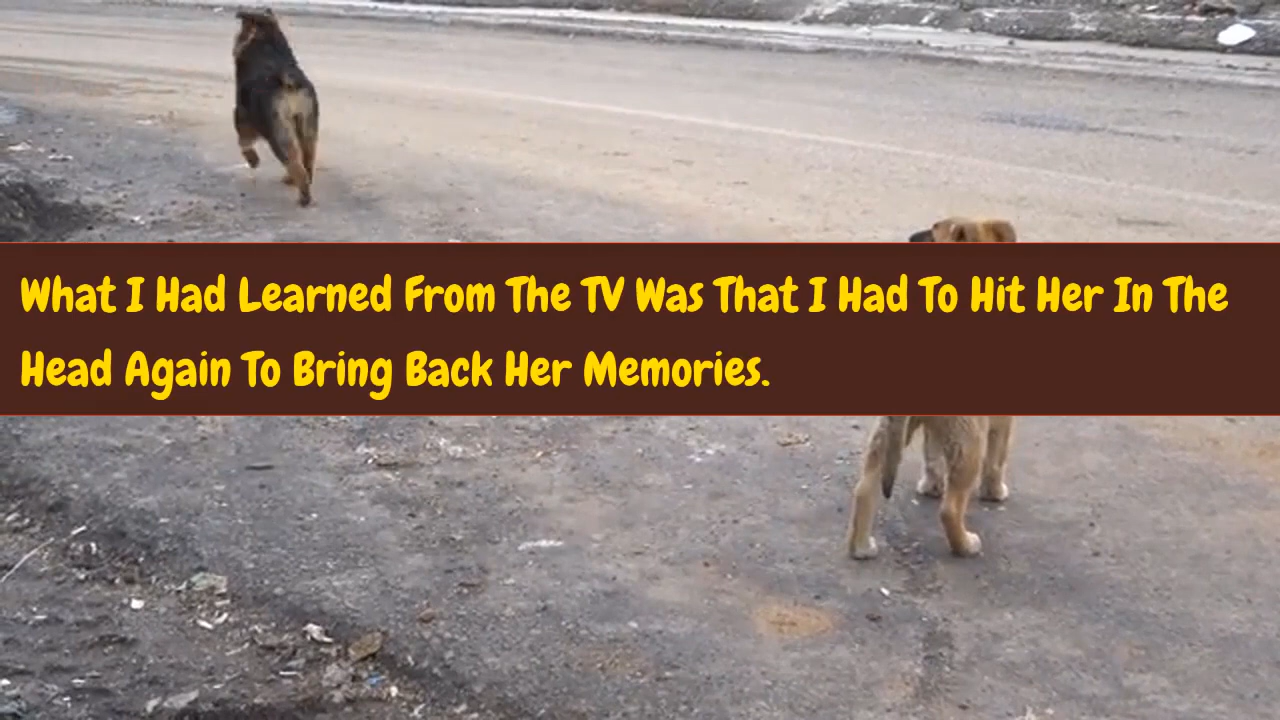 What I Had Learned From The TV Was That I Had To Hit Her In The
Head Again To Bring Back Her Memories.